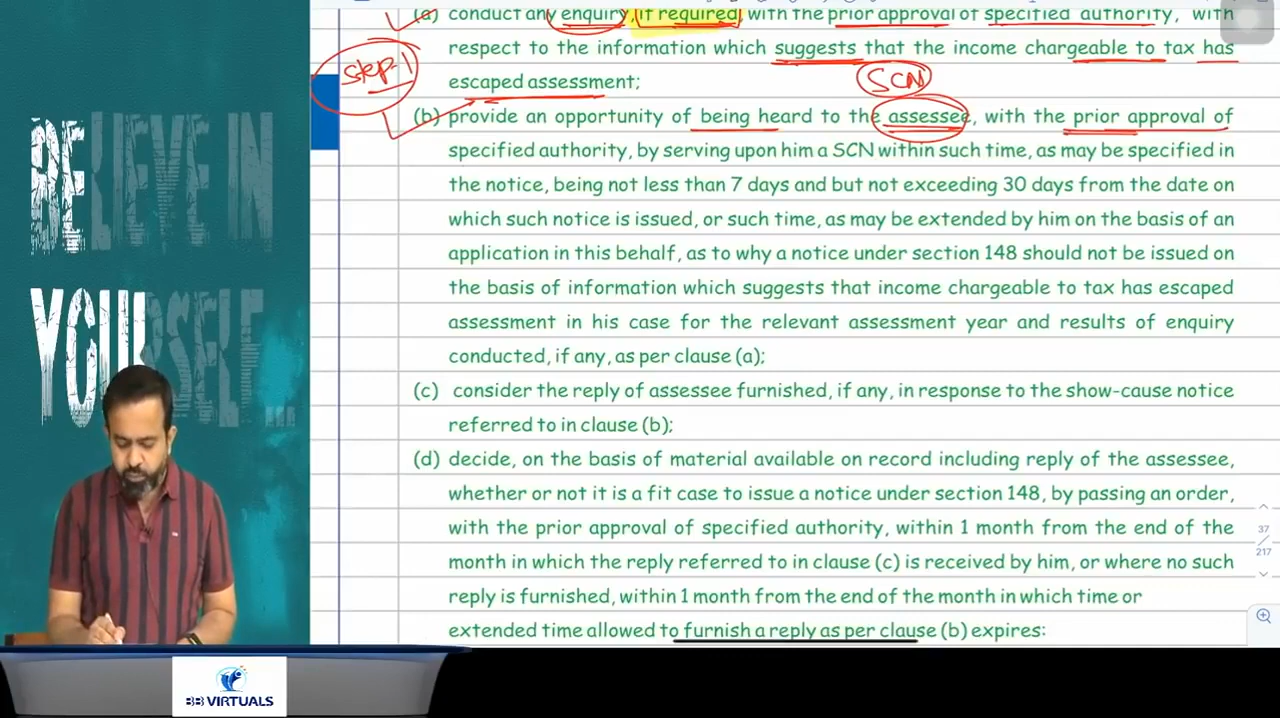 (a) conduct any enquiry, if required, with the prior approval of specified authority, with
respect to the information which suggests that the income chargeable to tax has
Step-1
escaped assessment;
SCN
(b) provide an opportunity of being heard to the assessee, with the prior approval of
specified authority, by serving upon him a SCN within such time, as may be specified in
the notice, being not less than 7 days and but not exceeding 30 days from the date on
which such notice is issued, or such time, as may be extended by him on the basis of an
application in this behalf, as to why a notice under section 148 should not be issued on
the basis of information which suggests that income chargeable to tax has escaped
assessment in his case for the relevant assessment year and results of enquiry
conducted, if any, as per clause (a);
(c) consider the reply of assessee furnished, if any, in response to the show-cause notice
referred to in clause (b);
(d) decide, on the basis of material available on record including reply of the assessee,
whether or not it is a fit case to issue a notice under section 148, by passing an order,
with the prior approval of specified authority, within 1 month from the end of the
month in which the reply referred to in clause (c) is received by him, or where no such
reply is furnished, within 1 month from the end of the month in which time or
extended time allowed to furnish a reply as per clause (b) expires:
37
217
BELIEVE IN
YOURSELF...
BB VIRTUALS